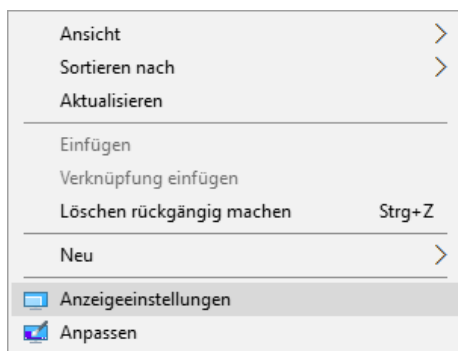 Ansicht
Sortieren nach
Aktualisieren
Einfügen
Verknüpfung einfügen
Löschen rückgängig machen Strg+Z
Neu
Anzeigeeinstellungen
Anpassen